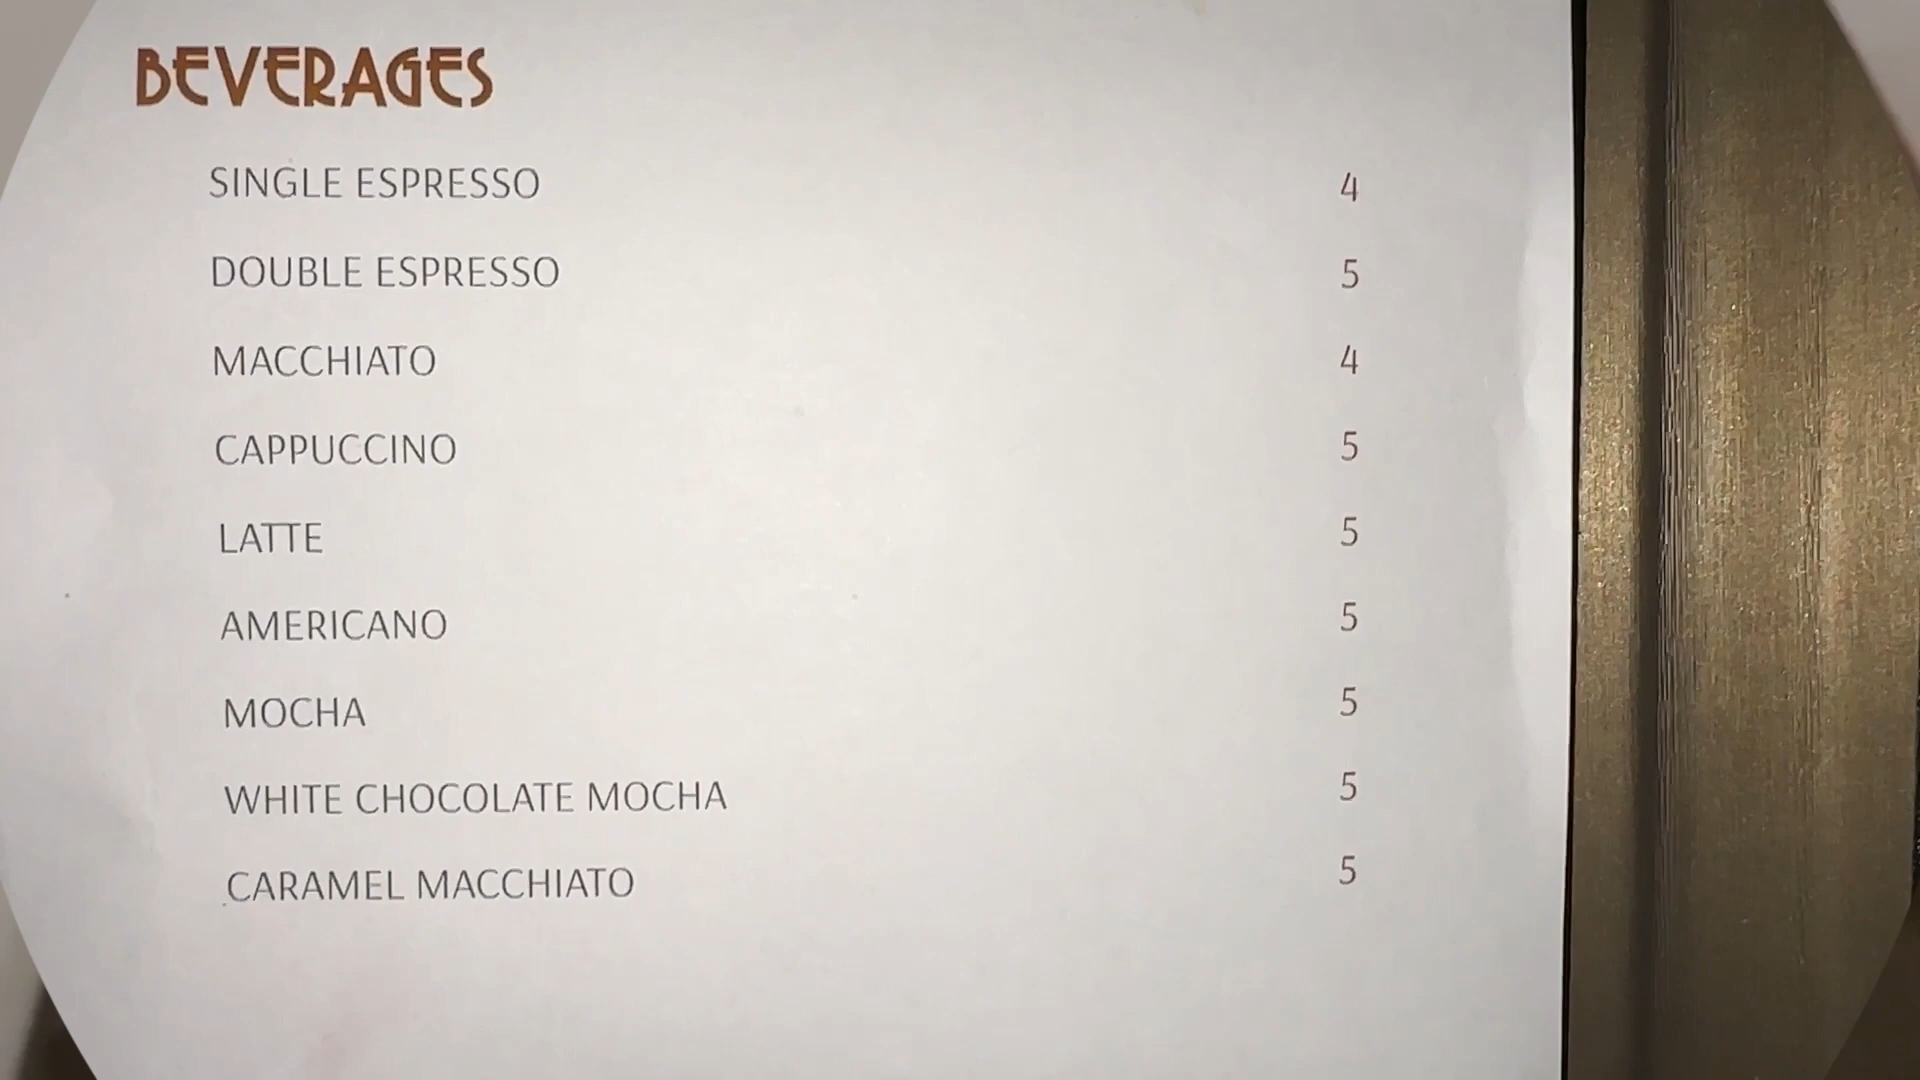 BEVERAGES
SINGLE ESPRESSO 4
DOUBLE ESPRESSO 5
MACCHIATO 4
CAPPUCCINO 5
LATTE 5
AMERICANO 5
MOCHA 5
WHITE CHOCOLATE MOCHA 5
CARAMEL MACCHIATO 5